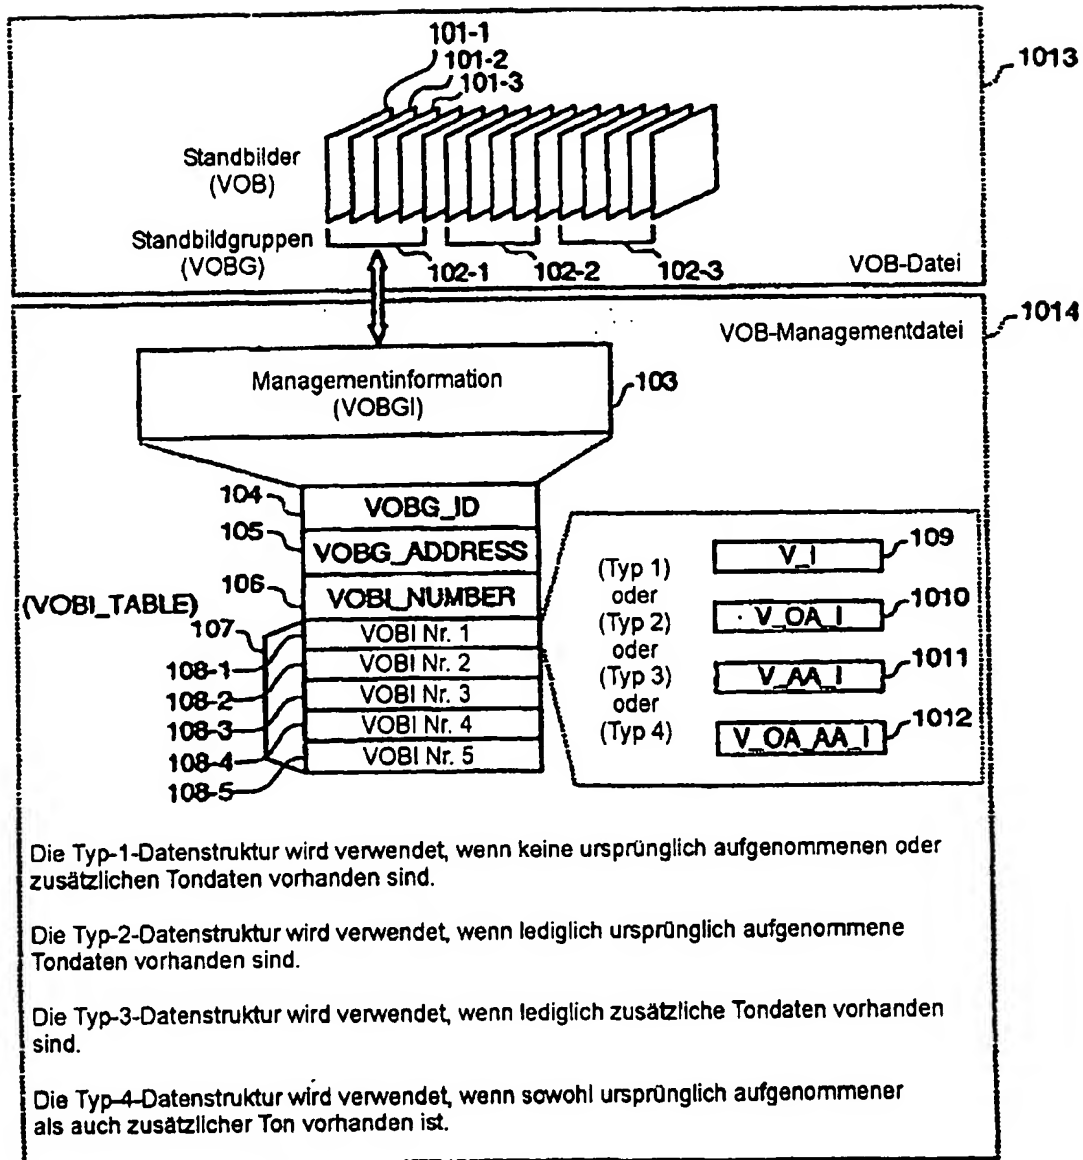 101-1
101-2
101-3
1013
Standbilder
(VOB)
Standbildgruppen
(VOBG)
102-1
102-2
102-3
VOB-Datei
1014
VOB-Managementdatei
Managementinformation
(VOBGI)
103
104
VOBG_ID
105
VOBG_ADDRESS
106
VOBI_NUMBER
(VOBI_TABLE)
107
VOBI Nr. 1
108-1
VOBI Nr. 2
108-2
VOBI Nr. 3
108-3
VOBI Nr. 4
108-4
VOBI Nr. 5
108-5
(Typ 1)
oder
(Typ 2)
oder
(Typ 3)
oder
(Typ 4)
V_I
109
V_OA_I
1010
V_AA_I
1011
V_OA_AA_I
1012
Die Typ-1-Datenstruktur wird verwendet, wenn keine ursprünglich aufgenommenen oder
zusätzlichen Tondaten vorhanden sind.
Die Typ-2-Datenstruktur wird verwendet, wenn lediglich ursprünglich aufgenommene
Tondaten vorhanden sind.
Die Typ-3-Datenstruktur wird verwendet, wenn lediglich zusätzliche Tondaten vorhanden
sind.
Die Typ-4-Datenstruktur wird verwendet, wenn sowohl ursprünglich aufgenommener
als auch zusätzlicher Ton vorhanden ist.